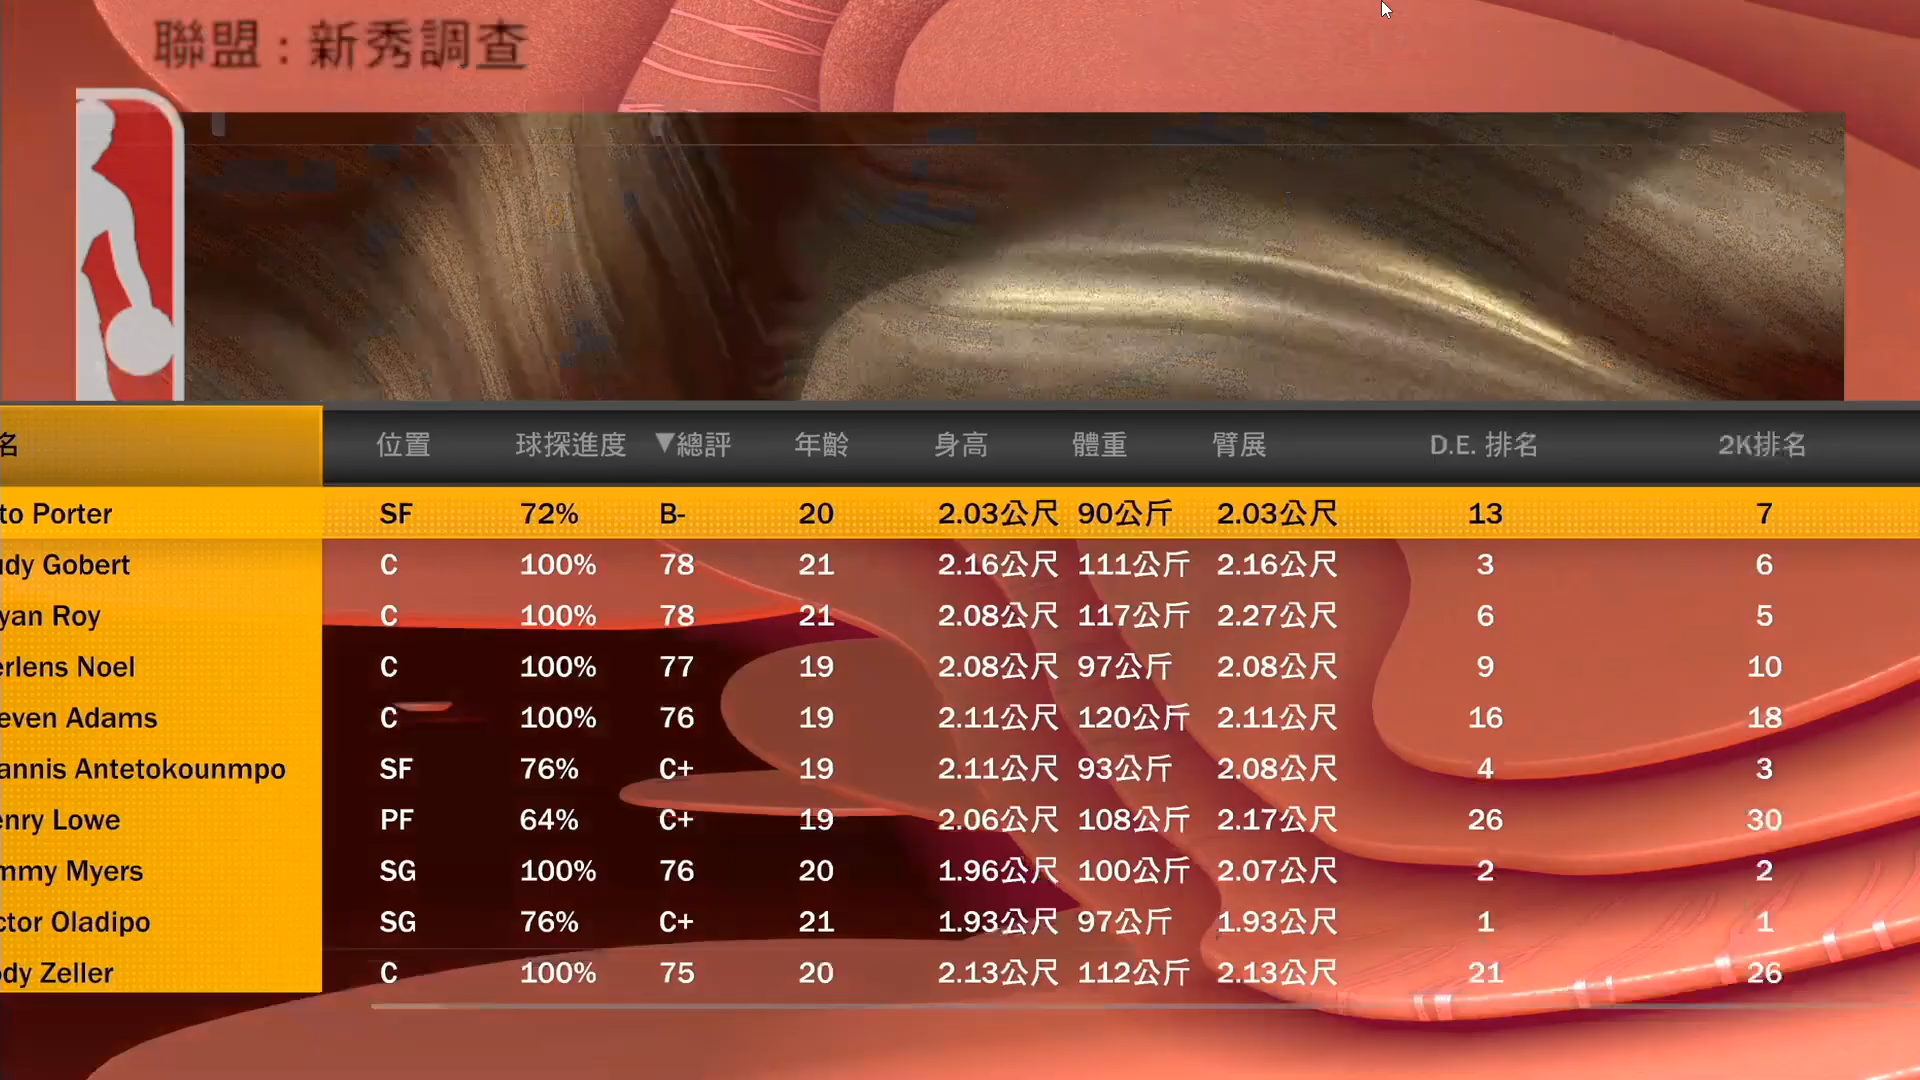 聯盟 : 新秀調查
名 位置 球探進度 ▼總評 年齡 身高 體重 臂展 D.E. 排名 2K排名
to Porter SF 72% B- 20 2.03公尺 90公斤 2.03公尺 13 7
udy Gobert C 100% 78 21 2.16公尺 111公斤 2.16公尺 3 6
yan Roy C 100% 78 21 2.08公尺 117公斤 2.27公尺 6 5
erlens Noel C 100% 77 19 2.08公尺 97公斤 2.08公尺 9 10
even Adams C 100% 76 19 2.11公尺 120公斤 2.11公尺 16 18
annis Antetokounmpo SF 76% C+ 19 2.11公尺 93公斤 2.08公尺 4 3
enry Lowe PF 64% C+ 19 2.06公尺 108公斤 2.17公尺 26 30
mmy Myers SG 100% 76 20 1.96公尺 100公斤 2.07公尺 2 2
ctor Oladipo SG 76% C+ 21 1.93公尺 97公斤 1.93公尺 1 1
ody Zeller C 100% 75 20 2.13公尺 112公斤 2.13公尺 21 26